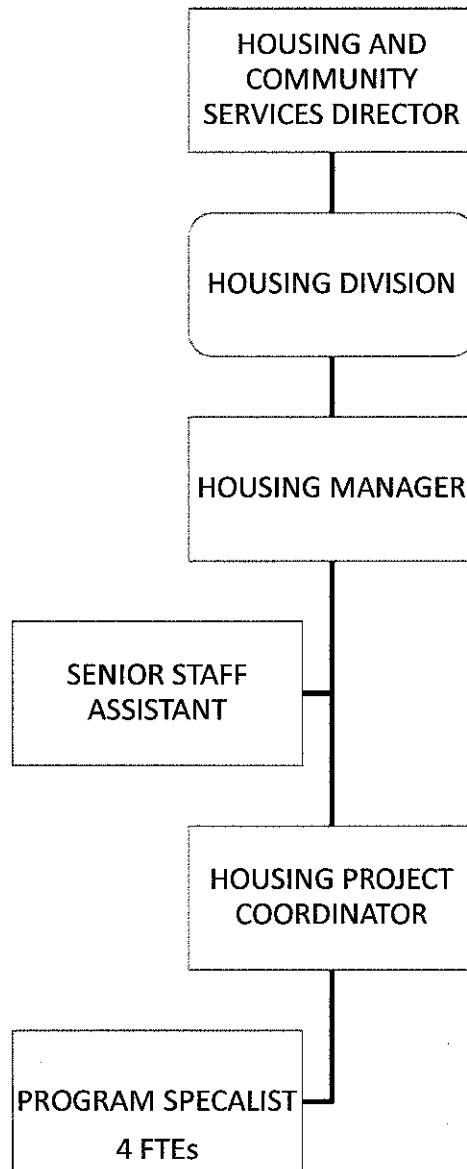 HOUSING AND
COMMUNITY
SERVICES DIRECTOR
HOUSING DIVISION
HOUSING MANAGER
SENIOR STAFF
ASSISTANT
HOUSING PROJECT
COORDINATOR
PROGRAM SPECALIST
4 FTEs